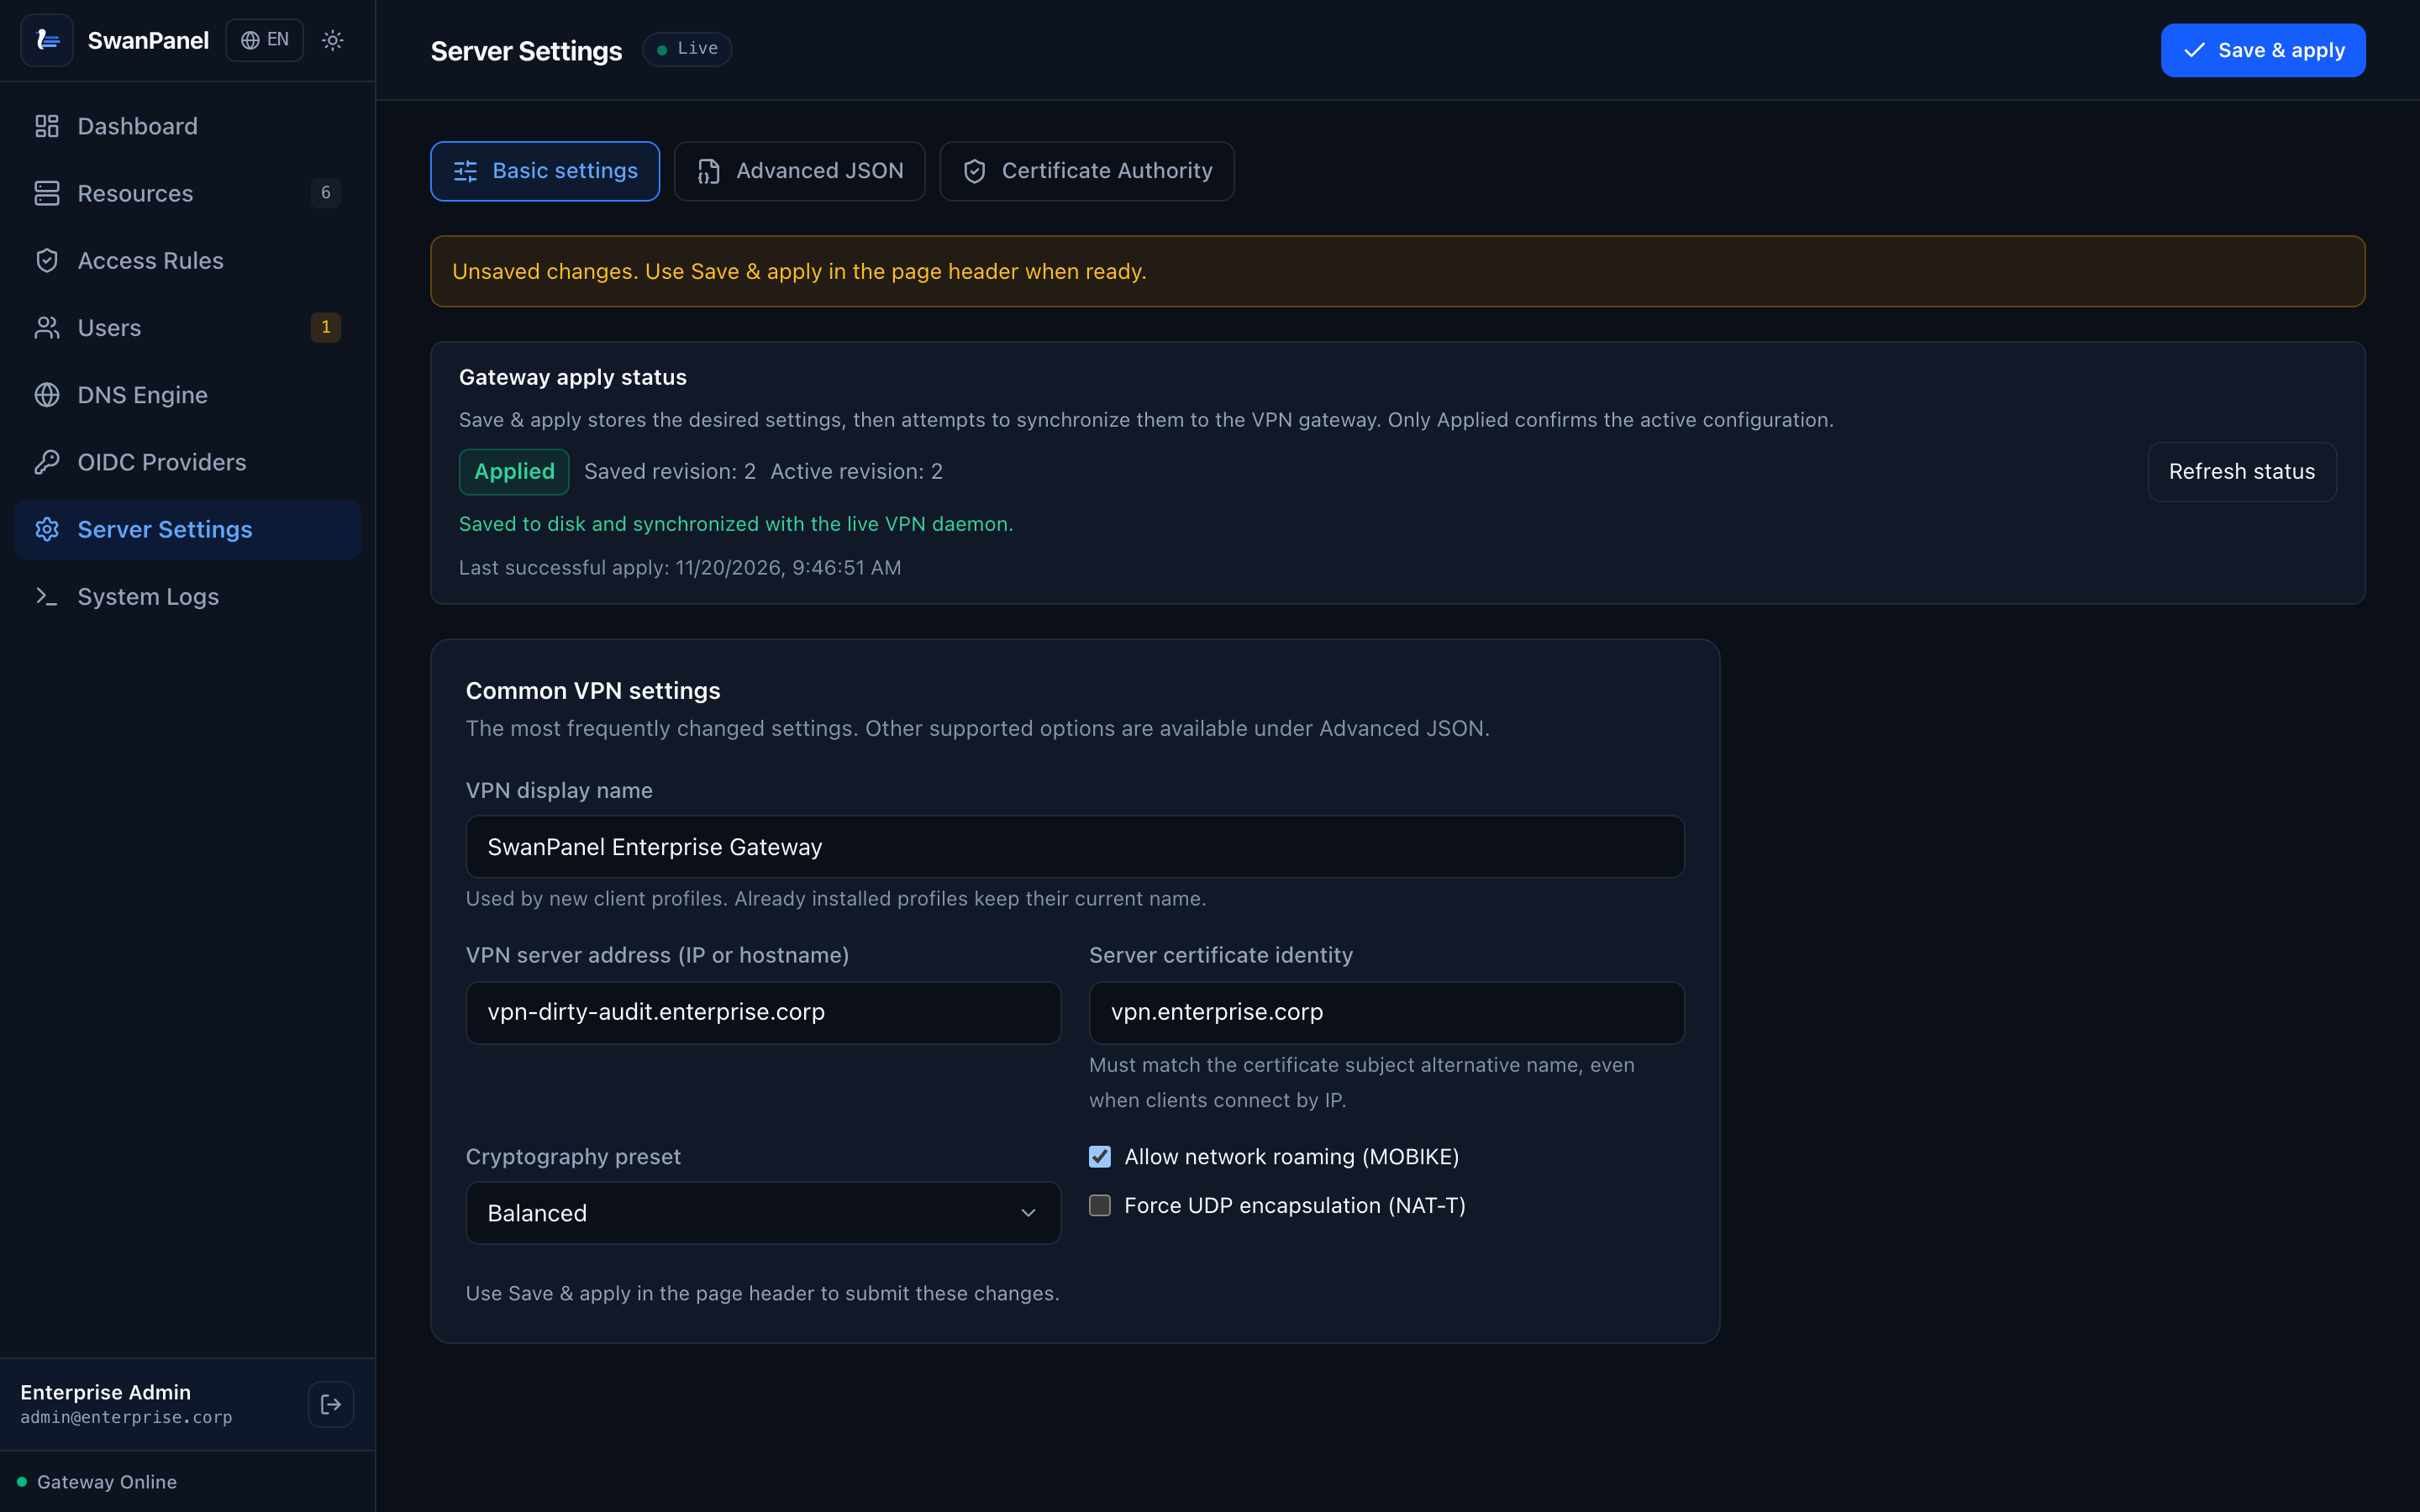 SwanPanel
EN
Dashboard
Resources
6
Access Rules
Users
1
DNS Engine
OIDC Providers
Server Settings
System Logs
Enterprise Admin
admin@enterprise.corp
Gateway Online
Server Settings
Live
Save & apply
Basic settings
Advanced JSON
Certificate Authority
Unsaved changes. Use Save & apply in the page header when ready.
Gateway apply status
Save & apply stores the desired settings, then attempts to synchronize them to the VPN gateway. Only Applied confirms the active configuration.
Applied Saved revision: 2 Active revision: 2
Refresh status
Saved to disk and synchronized with the live VPN daemon.
Last successful apply: 11/20/2026, 9:46:51 AM
Common VPN settings
The most frequently changed settings. Other supported options are available under Advanced JSON.
VPN display name
SwanPanel Enterprise Gateway
Used by new client profiles. Already installed profiles keep their current name.
VPN server address (IP or hostname)
vpn-dirty-audit.enterprise.corp
Server certificate identity
vpn.enterprise.corp
Must match the certificate subject alternative name, even
when clients connect by IP.
Cryptography preset
Balanced
Allow network roaming (MOBIKE)
Force UDP encapsulation (NAT-T)
Use Save & apply in the page header to submit these changes.